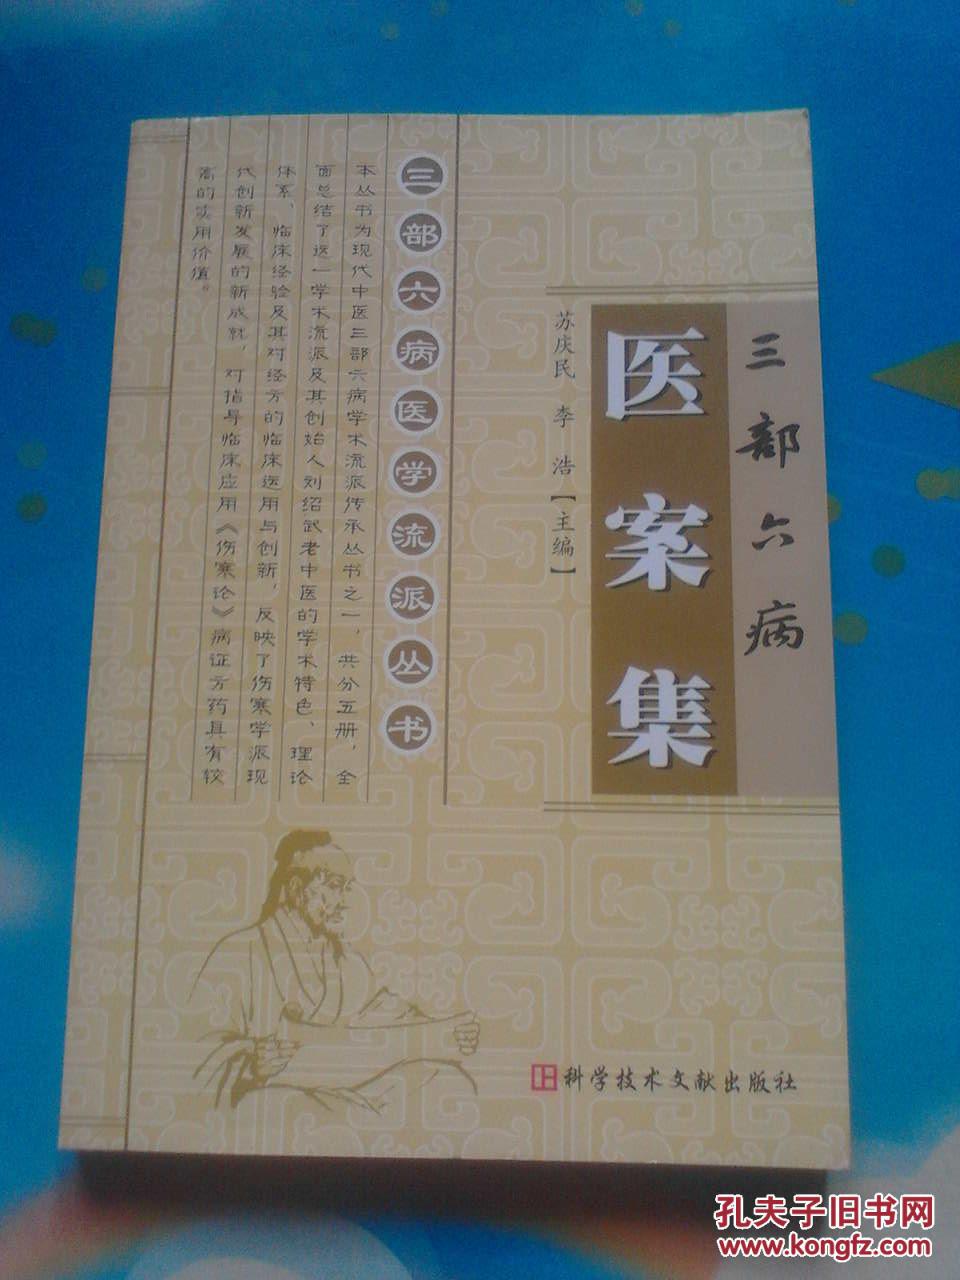 三部六病
医案集
苏庆民 李浩【主编】
三部六病医学流派丛书
本丛书为现代中医三部六病学术流派传承丛书之一，共分五册，全
面总结了这一学术流派及其创始人刘绍武老中医的学术特色、理论
体系、临床经验及其对经方的临床运用与创新，反映了伤寒学派现
代创新发展的新成就，对指导临床应用《伤寒论》病证方药具有较
高的实用价值。
科学技术文献出版社
孔夫子旧书网
www.kongfz.com